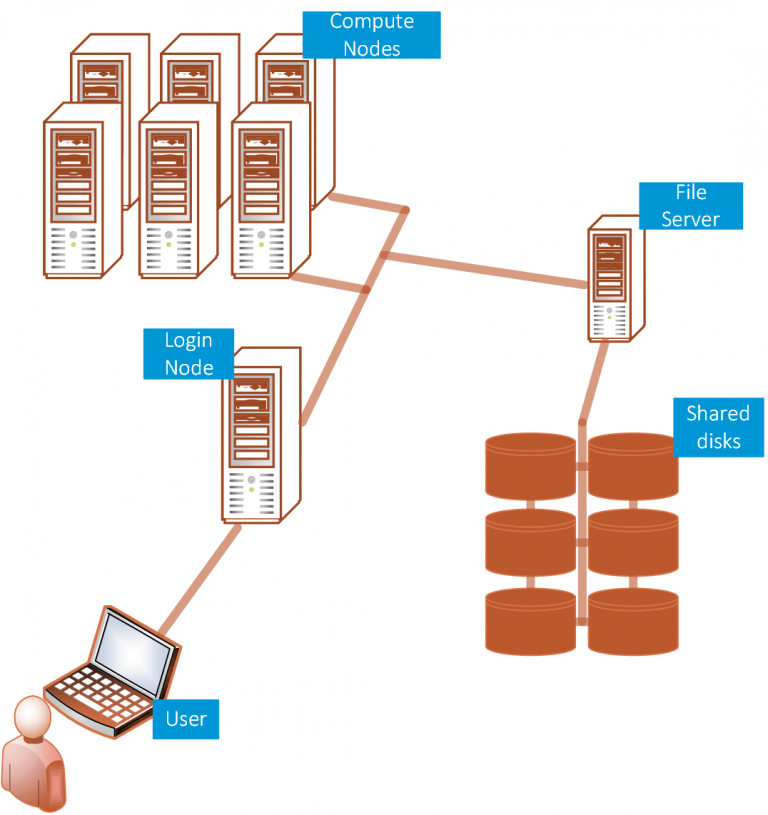 Compute
Nodes
File
Server
Login
Node
Shared
disks
User